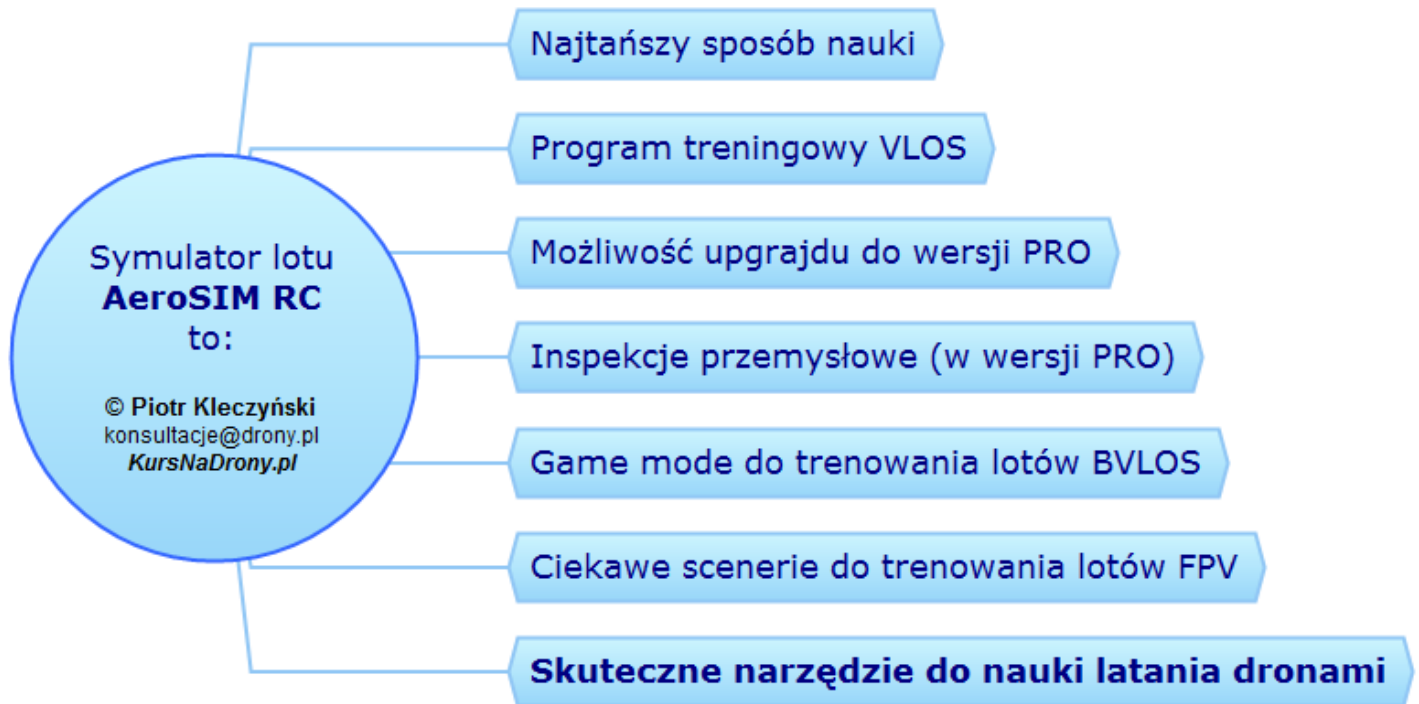 Najtańszy sposób nauki
Program treningowy VLOS
Możliwość upgrajdu do wersji PRO
Inspekcje przemysłowe (w wersji PRO)
Game mode do trenowania lotów BVLOS
Ciekawe scenerie do trenowania lotów FPV
Skuteczne narzędzie do nauki latania dronami
Symulator lotu
AeroSIM RC
to:
© Piotr Kleczyński
konsultacje@drony.pl
KursNaDrony.pl